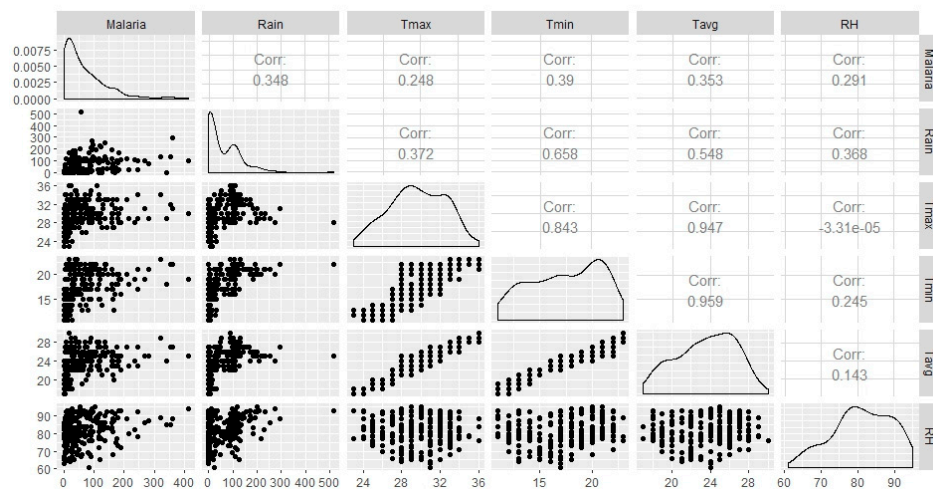 Malaria Rain Tmax Tmin Tavg RH
0.0075
0.0050
0.0025
0.0000
Corr:
0.348
Corr:
0.248
Corr:
0.39
Corr:
0.353
Corr:
0.291
Malaria
500
400
300
200
100
0
Corr:
0.372
Corr:
0.658
Corr:
0.548
Corr:
0.368
Rain
36
32
28
24
Corr:
0.843
Corr:
0.947
Corr:
-3.31e-05
Tmax
20
15
Corr:
0.959
Corr:
0.245
Tmin
28
24
20
Corr:
0.143
Tavg
90
80
70
60
RH
0 100 200 300 400 0 100 200 300 400 500 24 28 32 36 15 20 20 24 28 60 70 80 90